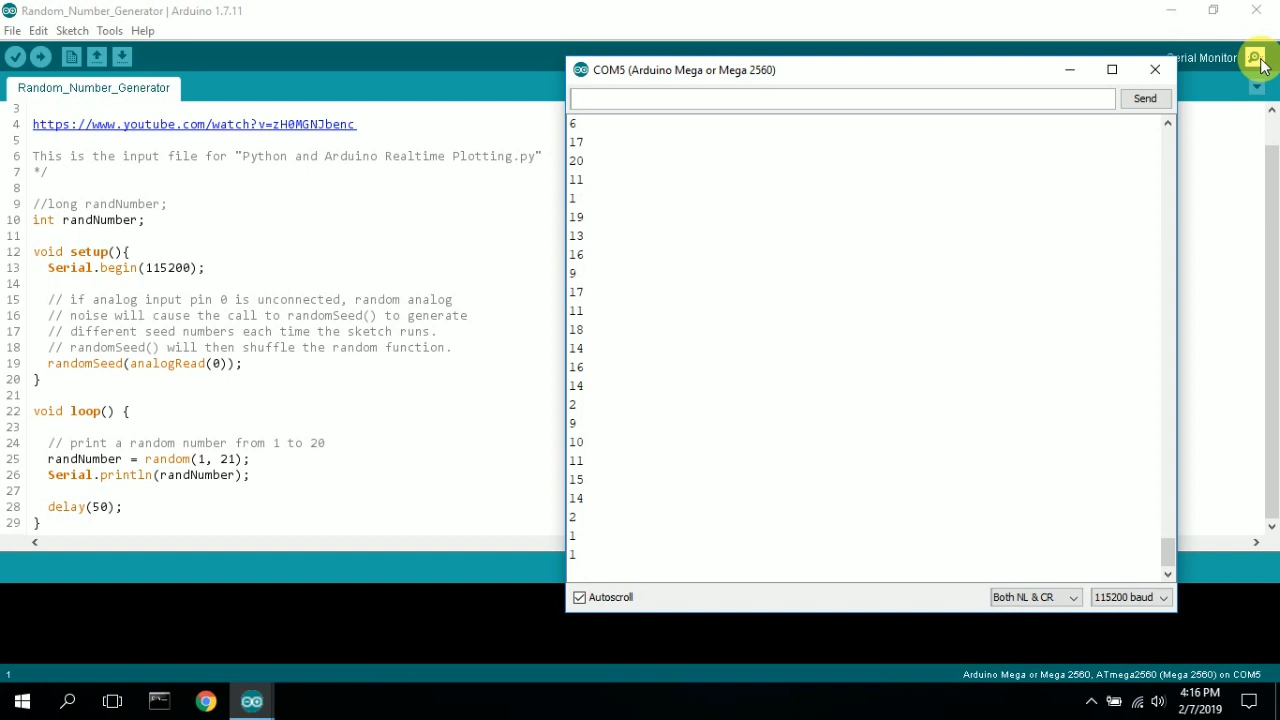 Random_Number_Generator | Arduino 1.7.11
File Edit Sketch Tools Help
erial Monitor
Random_Number_Generator
3
4 https://www.youtube.com/watch?v=zH0MGNJbenc
5
6 This is the input file for "Python and Arduino Realtime Plotting.py"
7 */
8
9 //long randNumber;
10 int randNumber;
11
12 void setup(){
13 Serial.begin(115200);
14
15 // if analog input pin 0 is unconnected, random analog
16 // noise will cause the call to randomSeed() to generate
17 // different seed numbers each time the sketch runs.
18 // randomSeed() will then shuffle the random function.
19 randomSeed(analogRead(0));
20 }
21
22 void loop() {
23
24 // print a random number from 1 to 20
25 randNumber = random(1, 21);
26 Serial.println(randNumber);
27
28 delay(50);
29 }
COM5 (Arduino Mega or Mega 2560)
Send
6
17
20
11
1
19
13
16
9
17
11
18
14
16
14
2
9
10
11
15
14
2
1
1
Autoscroll
Both NL & CR
115200 baud
1
Arduino Mega or Mega 2560, ATmega2560 (Mega 2560) on COM5
4:16 PM
2/7/2019